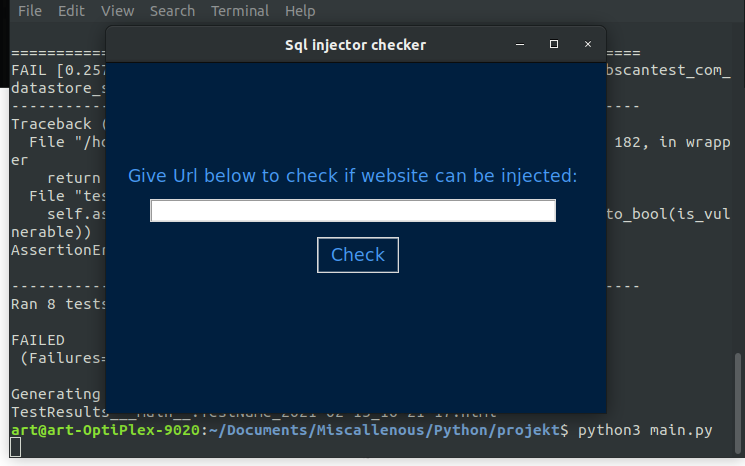 File Edit View Search Terminal Help
Sql injector checker
FAIL [0.257 bscantest_com_
datastore_s
Traceback (
File "/ho 182, in wrapp
er
return
File "tes
self.as to_bool(is_vul
nerable))
AssertionEr
Give Url below to check if website can be injected:
Check
Ran 8 tests
FAILED
(Failures=
Generating
art@art-OptiPlex-9020:~/Documents/Miscallenous/Python/projekt$ python3 main.py